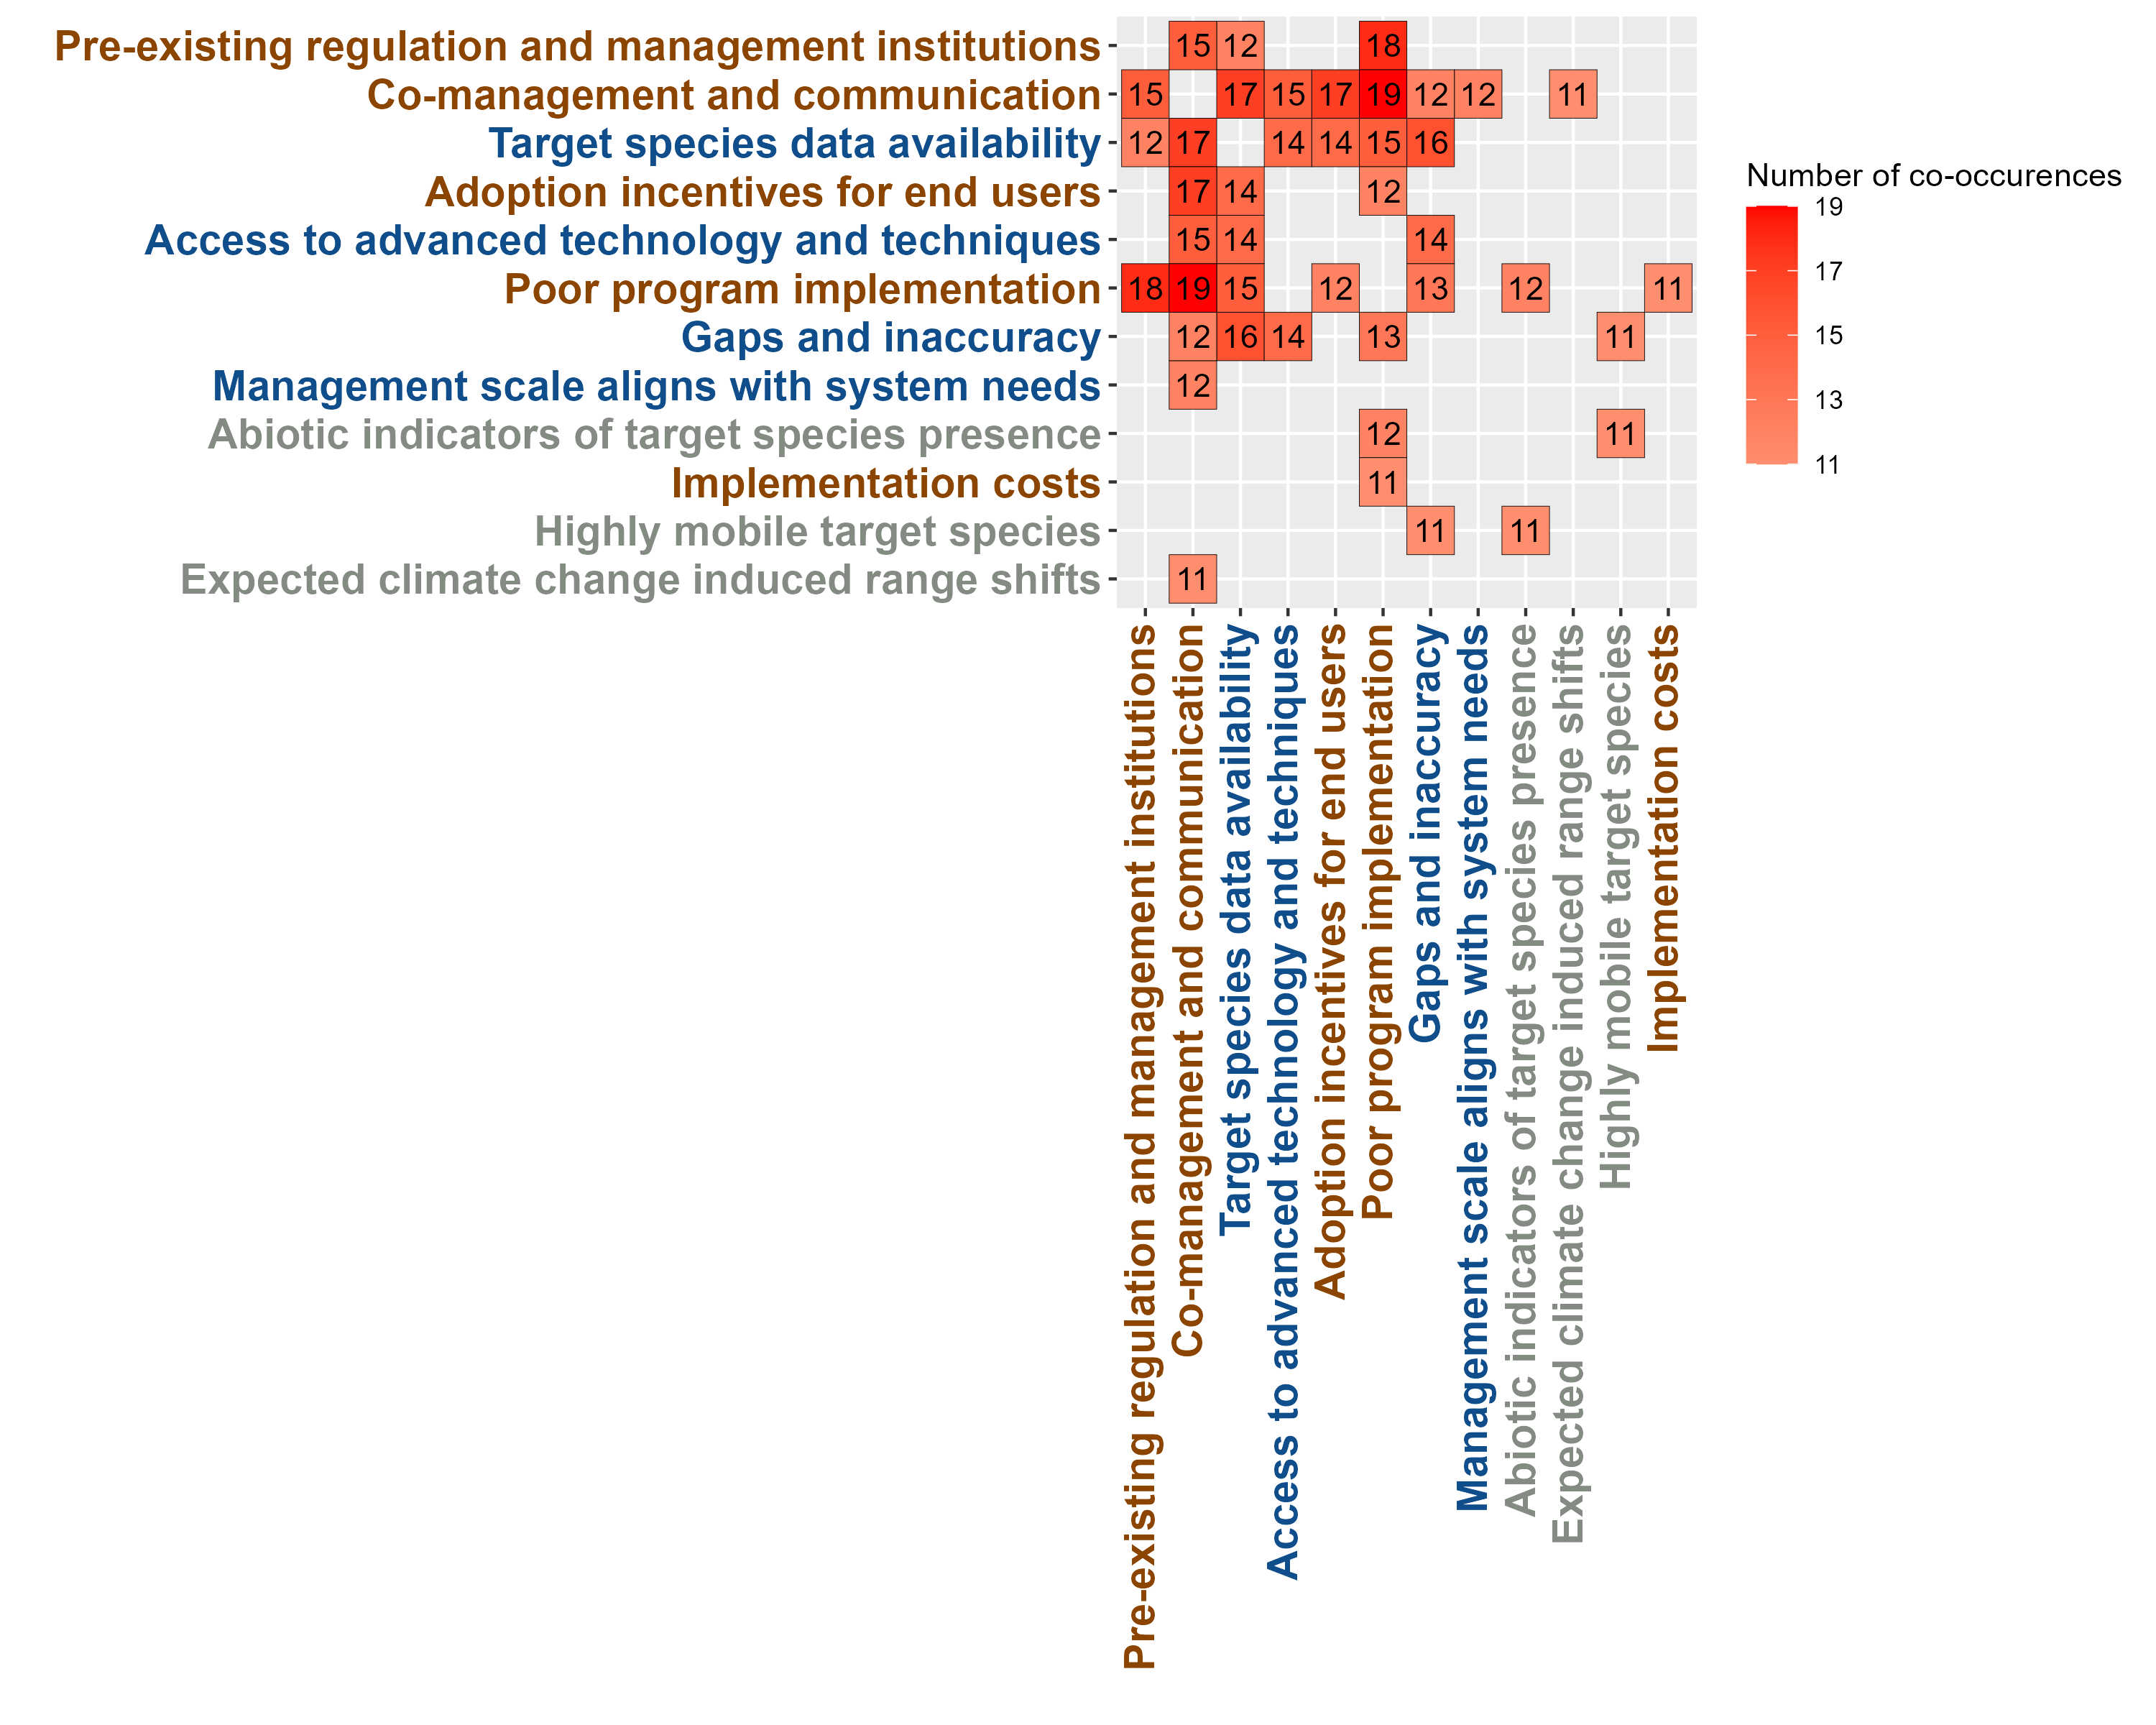 Pre-existing regulation and management institutions 15 12 18
Co-management and communication 15 17 15 17 19 12 12 11
Target species data availability 12 17 14 14 15 16
Adoption incentives for end users 17 14 12
Access to advanced technology and techniques 15 14 14
Poor program implementation 18 19 15 12 13 12 11
Gaps and inaccuracy 12 16 14 13 11
Management scale aligns with system needs 12
Abiotic indicators of target species presence 12 11
Implementation costs 11
Highly mobile target species 11 11
Expected climate change induced range shifts 11
Number of co-occurences
19
17
15
13
11
Pre-existing regulation and management institutions
Co-management and communication
Target species data availability
Access to advanced technology and techniques
Adoption incentives for end users
Poor program implementation
Gaps and inaccuracy
Management scale aligns with system needs
Abiotic indicators of target species presence
Expected climate change induced range shifts
Highly mobile target species
Implementation costs